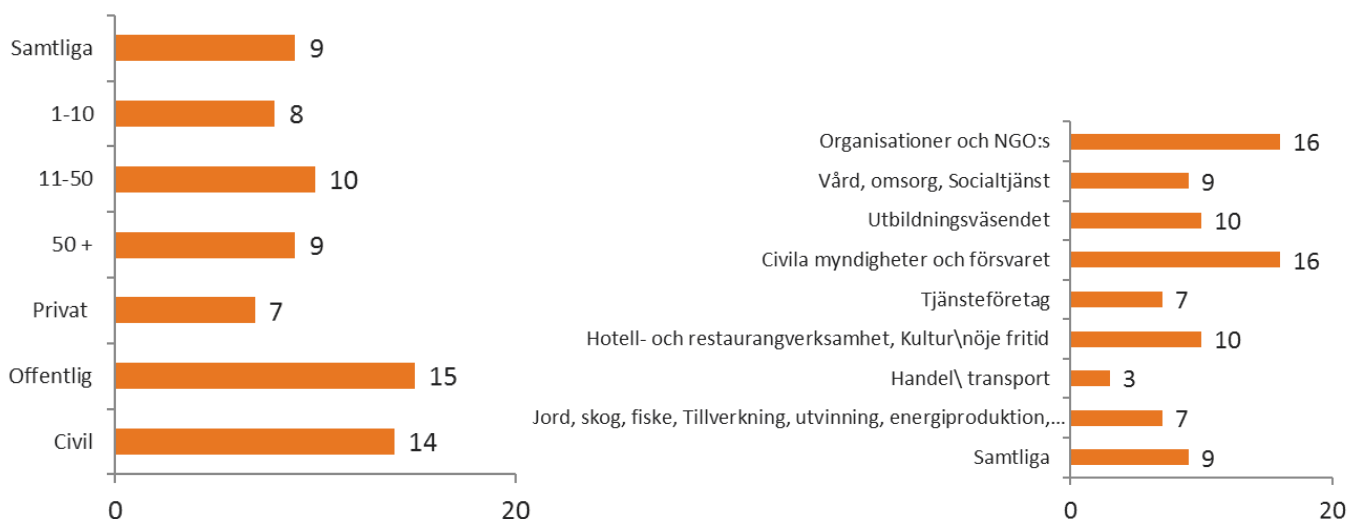 Samtliga 9
1-10 8
11-50 10
50 + 9
Privat 7
Offentlig 15
Civil 14
0 20
Organisationer och NGO:s 16
Vård, omsorg, Socialtjänst 9
Utbildningsväsendet 10
Civila myndigheter och försvaret 16
Tjänsteföretag 7
Hotell- och restaurangverksamhet, Kultur\nöje fritid 10
Handel\ transport 3
Jord, skog, fiske, Tillverkning, utvinning, energiproduktion,... 7
Samtliga 9
0 20